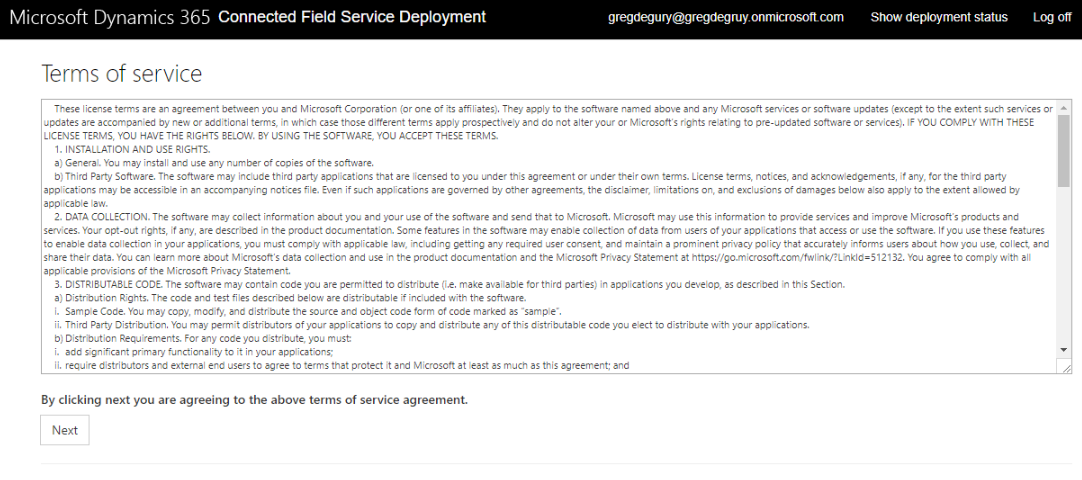 Microsoft Dynamics 365 Connected Field Service Deployment gregdegury@gregdegruy.onmicrosoft.com Show deployment status Log off
Terms of service
These license terms are an agreement between you and Microsoft Corporation (or one of its affiliates). They apply to the software named above and any Microsoft services or software updates (except to the extent such services or
updates are accompanied by new or additional terms, in which case those different terms apply prospectively and do not alter your or Microsoft's rights relating to pre-updated software or services). IF YOU COMPLY WITH THESE
LICENSE TERMS, YOU HAVE THE RIGHTS BELOW. BY USING THE SOFTWARE, YOU ACCEPT THESE TERMS.
1. INSTALLATION AND USE RIGHTS.
a) General. You may install and use any number of copies of the software.
b) Third Party Software. The software may include third party applications that are licensed to you under this agreement or under their own terms. License terms, notices, and acknowledgements, if any, for the third party
applications may be accessible in an accompanying notices file. Even if such applications are governed by other agreements, the disclaimer, limitations on, and exclusions of damages below also apply to the extent allowed by
applicable law.
2. DATA COLLECTION. The software may collect information about you and your use of the software and send that to Microsoft. Microsoft may use this information to provide services and improve Microsoft's products and
services. Your opt-out rights, if any, are described in the product documentation. Some features in the software may enable collection of data from users of your applications that access or use the software. If you use these features
to enable data collection in your applications, you must comply with applicable law, including getting any required user consent, and maintain a prominent privacy policy that accurately informs users about how you use, collect, and
share their data. You can learn more about Microsoft's data collection and use in the product documentation and the Microsoft Privacy Statement at https://go.microsoft.com/fwlink/?LinkId=512132. You agree to comply with all
applicable provisions of the Microsoft Privacy Statement.
3. DISTRIBUTABLE CODE. The software may contain code you are permitted to distribute (i.e. make available for third parties) in applications you develop, as described in this Section.
a) Distribution Rights. The code and test files described below are distributable if included with the software.
i. Sample Code. You may copy, modify, and distribute the source and object code form of code marked as "sample".
ii. Third Party Distribution. You may permit distributors of your applications to copy and distribute any of this distributable code you elect to distribute with your applications.
b) Distribution Requirements. For any code you distribute, you must:
i. add significant primary functionality to it in your applications;
ii. require distributors and external end users to agree to terms that protect it and Microsoft at least as much as this agreement; and
By clicking next you are agreeing to the above terms of service agreement.
Next